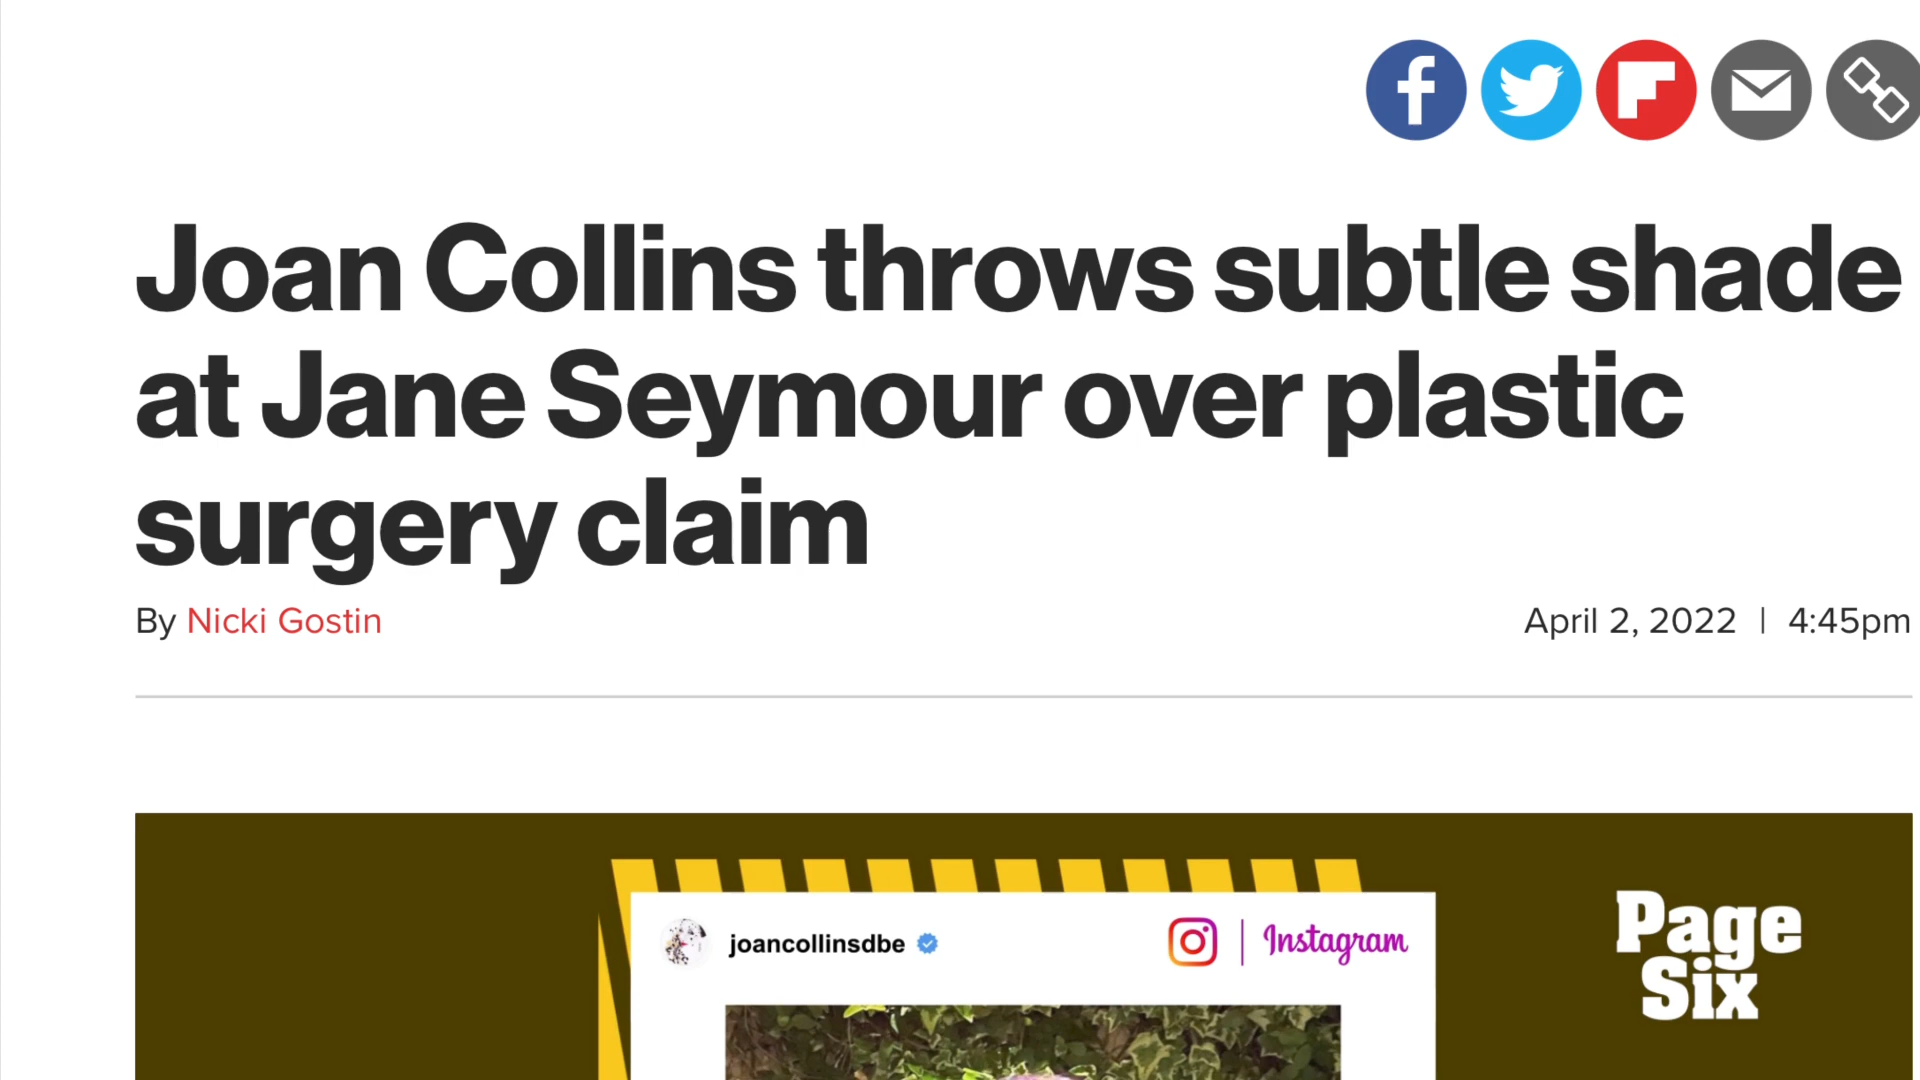 Joan Collins throws subtle shade
at Jane Seymour over plastic
surgery claim
By Nicki Gostin
April 2, 2022 | 4:45pm
joancollinsdbe
Instagram
Page
Six